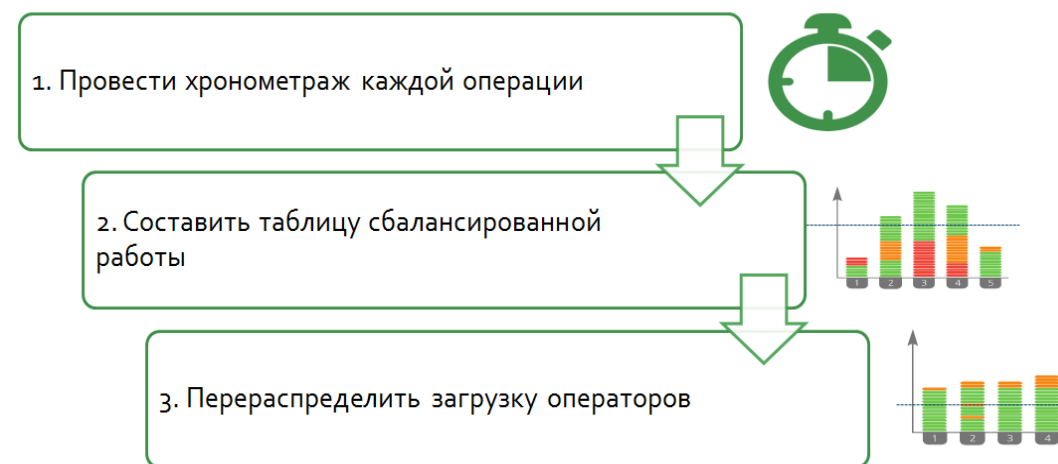 1. Провести хронометраж каждой операции
2. Составить таблицу сбалансированной
работы
1 2 3 4 5
3. Перераспределить загрузку операторов
1 2 3 4